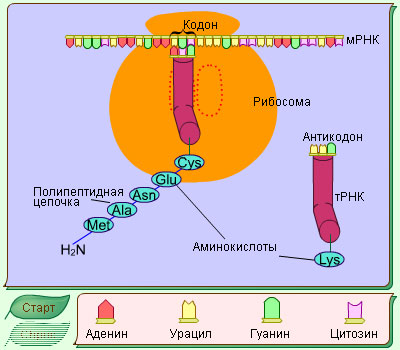 Кодон
мРНК
Рибосома
Антикодон
тРНК
Cys
Glu
Asn
Ala
Met
H₂N
Полипептидная
цепочка
Аминокислоты
Lys
Старт
Аденин
Урацил
Гуанин
Цитозин